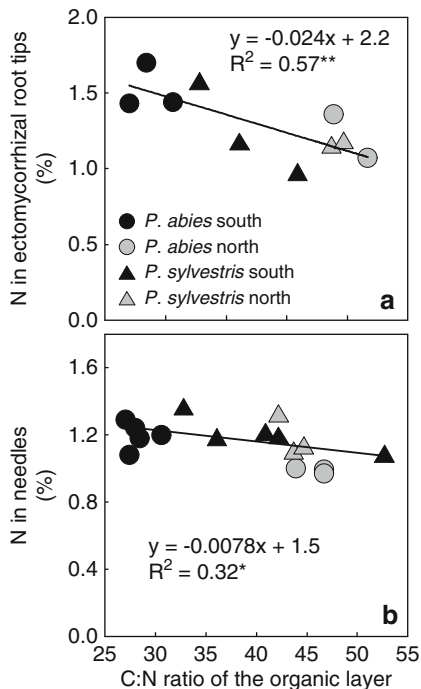 2.0
1.5
1.0
0.5
0.0
N in ectomycorrhizal root tips
(%)
y = -0.024x + 2.2
R² = 0.57**
P. abies south
P. abies north
P. sylvestris south
P. sylvestris north
a
1.6
1.2
0.8
0.4
0.0
N in needles
(%)
y = -0.0078x + 1.5
R² = 0.32*
b
25 30 35 40 45 50 55
C:N ratio of the organic layer